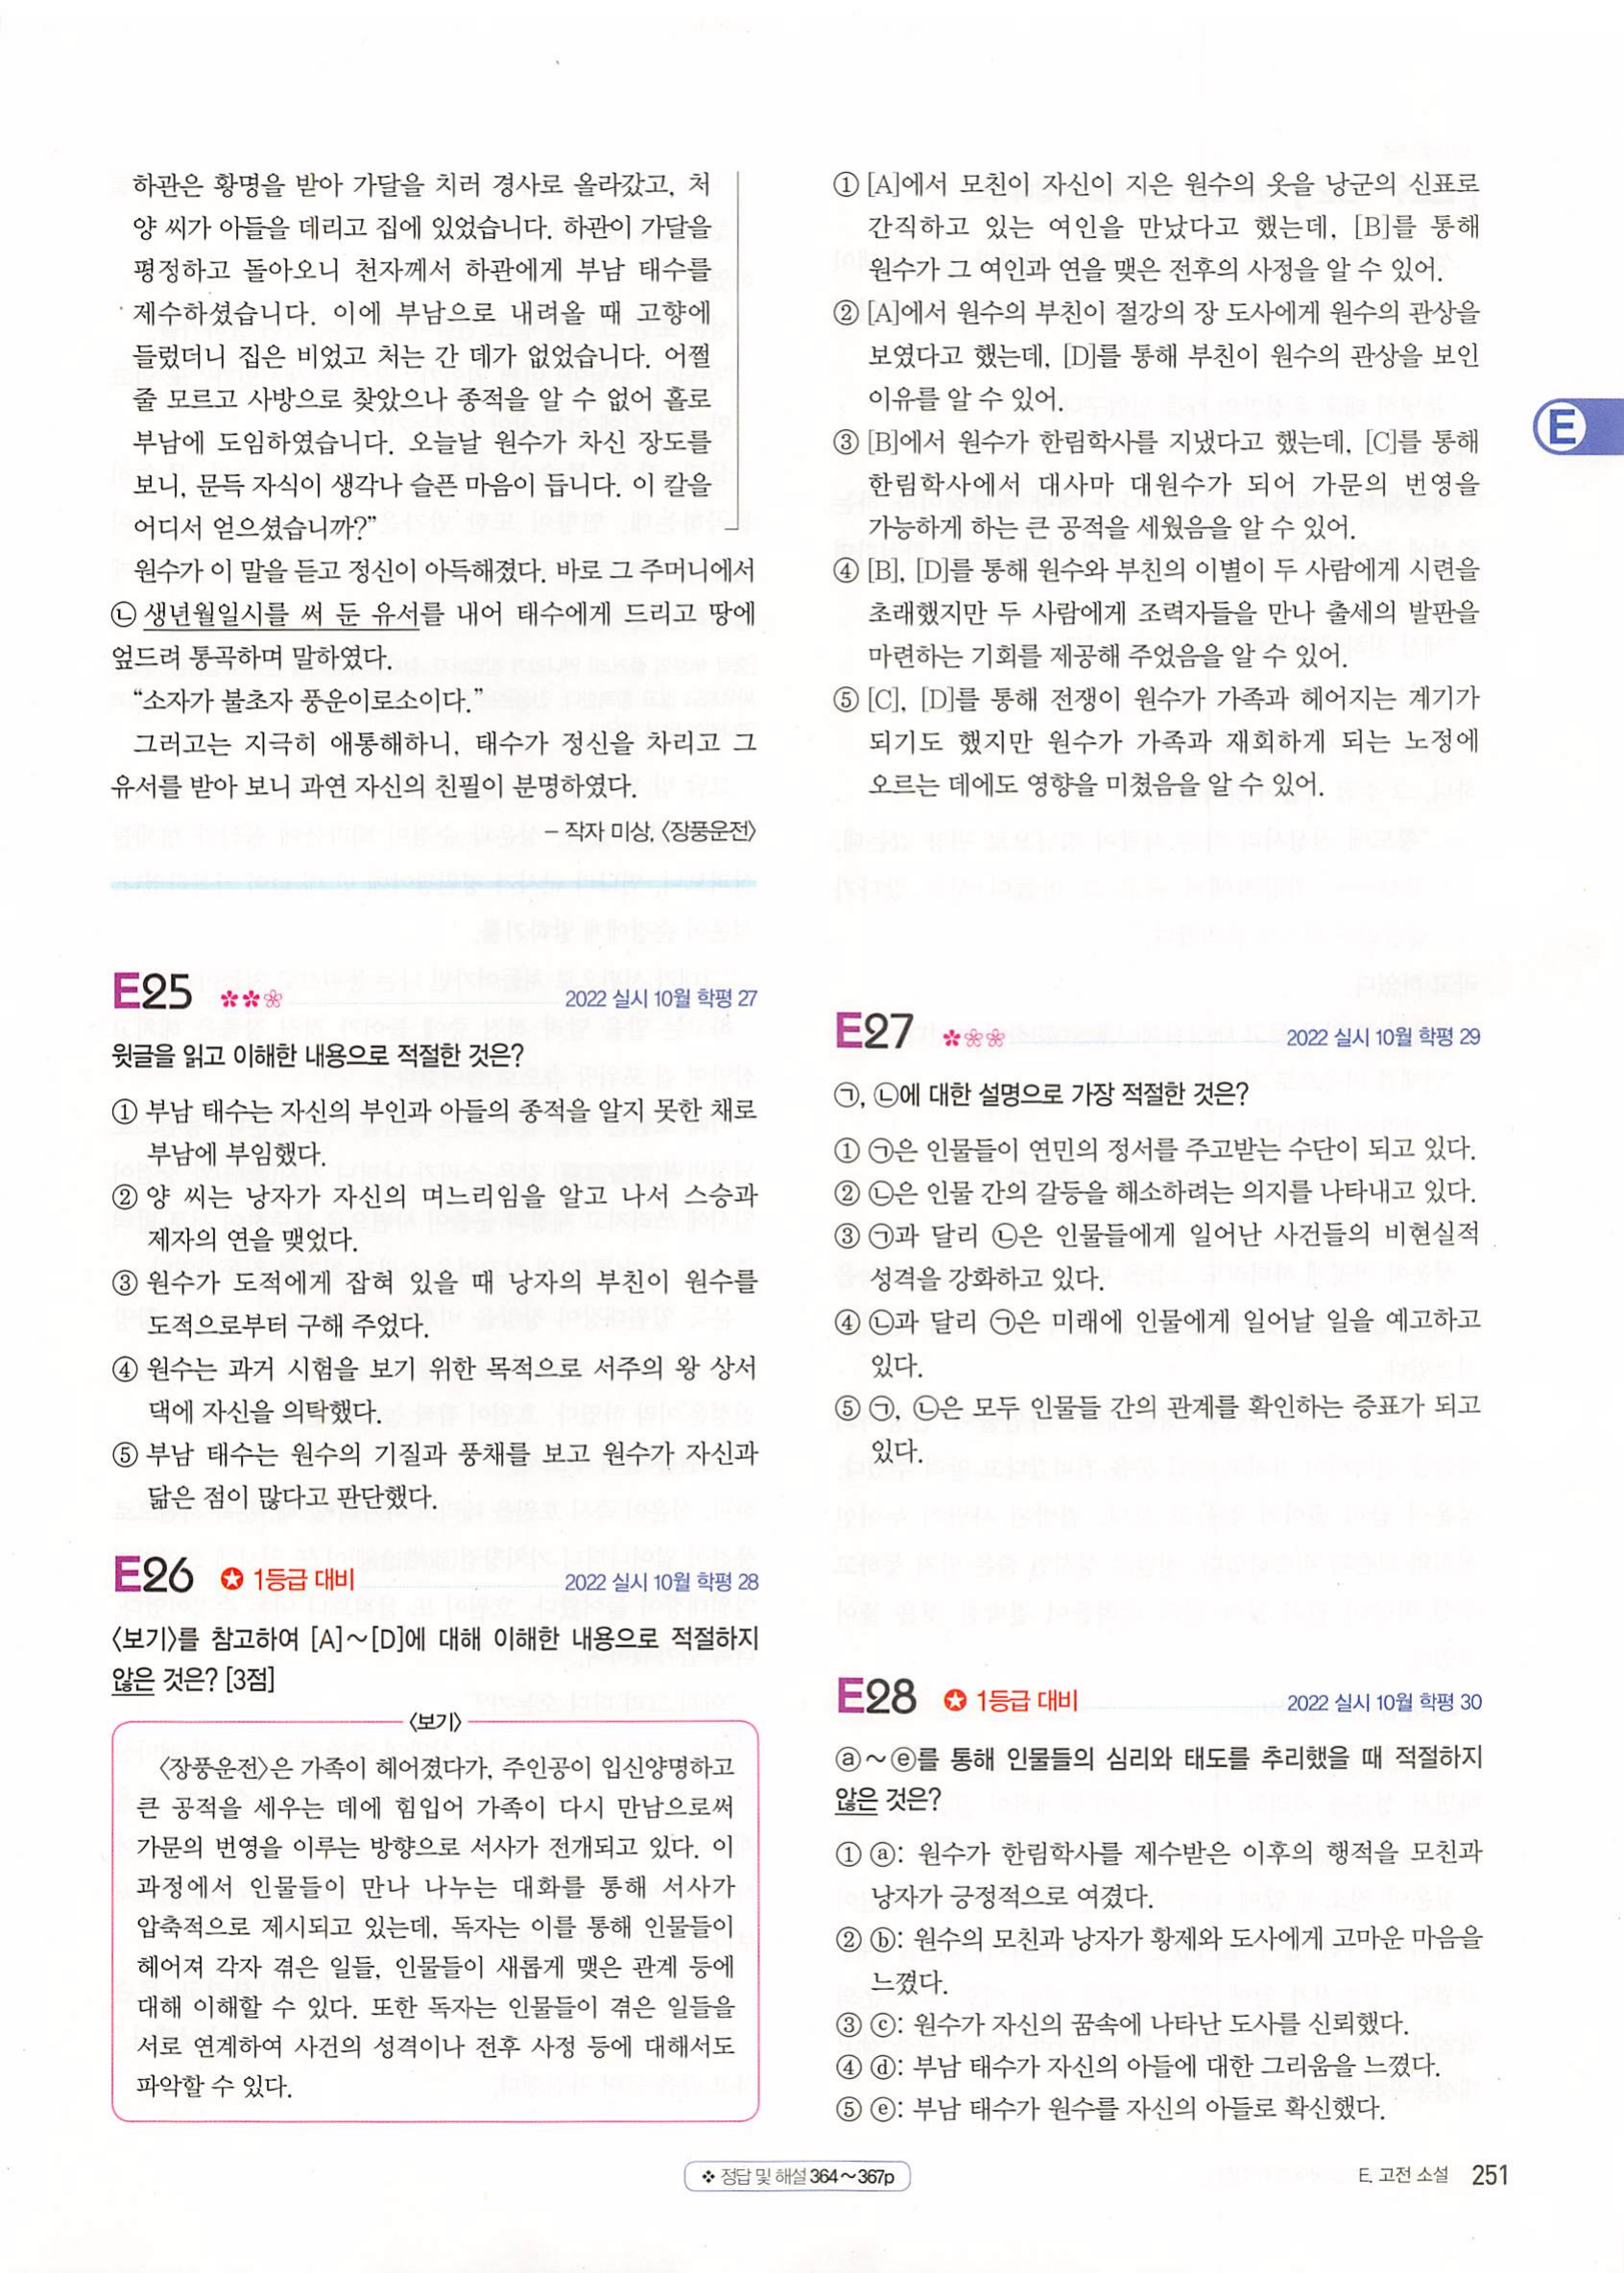 하관은 황명을 받아 가달을 치러 경사로 올라갔고, 처
양 씨가 아들을 데리고 집에 있었습니다. 하관이 가달을
평정하고 돌아오니 천자께서 하관에게 부남 태수를
제수하셨습니다. 이에 부남으로 내려올 때 고향에
들렀더니 집은 비었고 처는 간 데가 없었습니다. 어쩔
줄 모르고 사방으로 찾았으나 종적을 알 수 없어 홀로
부남에 도임하였습니다. 오늘날 원수가 차신 장도를
보니, 문득 자식이 생각나 슬픈 마음이 듭니다. 이 칼을
어디서 얻으셨습니까?”
원수가 이 말을 듣고 정신이 아득해졌다. 바로 그 주머니에서
㉡ 생년월일시를 써 둔 유서를 내어 태수에게 드리고 땅에
엎드려 통곡하며 말하였다.
“소자가 불초자 풍운이로소이다.”
그러고는 지극히 애통해하니, 태수가 정신을 차리고 그
유서를 받아 보니 과연 자신의 친필이 분명하였다.
– 작자 미상, 〈장풍운전〉
E25 2022 실시 10월 학평 27
윗글을 읽고 이해한 내용으로 적절한 것은?
① 부남 태수는 자신의 부인과 아들의 종적을 알지 못한 채로
부남에 부임했다.
② 양 씨는 낭자가 자신의 며느리임을 알고 나서 스승과
제자의 연을 맺었다.
③ 원수가 도적에게 잡혀 있을 때 낭자의 부친이 원수를
도적으로부터 구해 주었다.
④ 원수는 과거 시험을 보기 위한 목적으로 서주의 왕 상서
댁에 자신을 의탁했다.
⑤ 부남 태수는 원수의 기질과 풍채를 보고 원수가 자신과
닮은 점이 많다고 판단했다.
E26 1등급 대비 2022 실시 10월 학평 28
〈보기〉를 참고하여 [A]~[D]에 대해 이해한 내용으로 적절하지
않은 것은? [3점]
〈보기〉
〈장풍운전〉은 가족이 헤어졌다가, 주인공이 입신양명하고
큰 공적을 세우는 데에 힘입어 가족이 다시 만남으로써
가문의 번영을 이루는 방향으로 서사가 전개되고 있다. 이
과정에서 인물들이 만나 나누는 대화를 통해 서사가
압축적으로 제시되고 있는데, 독자는 이를 통해 인물들이
헤어져 각자 겪은 일들, 인물들이 새롭게 맺은 관계 등에
대해 이해할 수 있다. 또한 독자는 인물들이 겪은 일들을
서로 연계하여 사건의 성격이나 전후 사정 등에 대해서도
파악할 수 있다.
① [A]에서 모친이 자신이 지은 원수의 옷을 낭군의 신표로
간직하고 있는 여인을 만났다고 했는데, [B]를 통해
원수가 그 여인과 연을 맺은 전후의 사정을 알 수 있어.
② [A]에서 원수의 부친이 절강의 장 도사에게 원수의 관상을
보였다고 했는데, [D]를 통해 부친이 원수의 관상을 보인
이유를 알 수 있어.
③ [B]에서 원수가 한림학사를 지냈다고 했는데, [C]를 통해
한림학사에서 대사마 대원수가 되어 가문의 번영을
가능하게 하는 큰 공적을 세웠음을 알 수 있어.
④ [B], [D]를 통해 원수와 부친의 이별이 두 사람에게 시련을
초래했지만 두 사람에게 조력자들을 만나 출세의 발판을
마련하는 기회를 제공해 주었음을 알 수 있어.
⑤ [C], [D]를 통해 전쟁이 원수가 가족과 헤어지는 계기가
되기도 했지만 원수가 가족과 재회하게 되는 노정에
오르는 데에도 영향을 미쳤음을 알 수 있어.
E
E27 2022 실시 10월 학평 29
㉠, ㉡에 대한 설명으로 가장 적절한 것은?
① ㉠은 인물들이 연민의 정서를 주고받는 수단이 되고 있다.
② ㉡은 인물 간의 갈등을 해소하려는 의지를 나타내고 있다.
③ ㉠과 달리 ㉡은 인물들에게 일어난 사건들의 비현실적
성격을 강화하고 있다.
④ ㉡과 달리 ㉠은 미래에 인물에게 일어날 일을 예고하고
있다.
⑤ ㉠, ㉡은 모두 인물들 간의 관계를 확인하는 증표가 되고
있다.
E28 1등급 대비 2022 실시 10월 학평 30
ⓐ~ⓔ를 통해 인물들의 심리와 태도를 추리했을 때 적절하지
않은 것은?
① ⓐ: 원수가 한림학사를 제수받은 이후의 행적을 모친과
낭자가 긍정적으로 여겼다.
② ⓑ: 원수의 모친과 낭자가 황제와 도사에게 고마운 마음을
느꼈다.
③ ⓒ: 원수가 자신의 꿈속에 나타난 도사를 신뢰했다.
④ ⓓ: 부남 태수가 자신의 아들에 대한 그리움을 느꼈다.
⑤ ⓔ: 부남 태수가 원수를 자신의 아들로 확신했다.
❖ 정답 및 해설 364~367p
E. 고전 소설 251